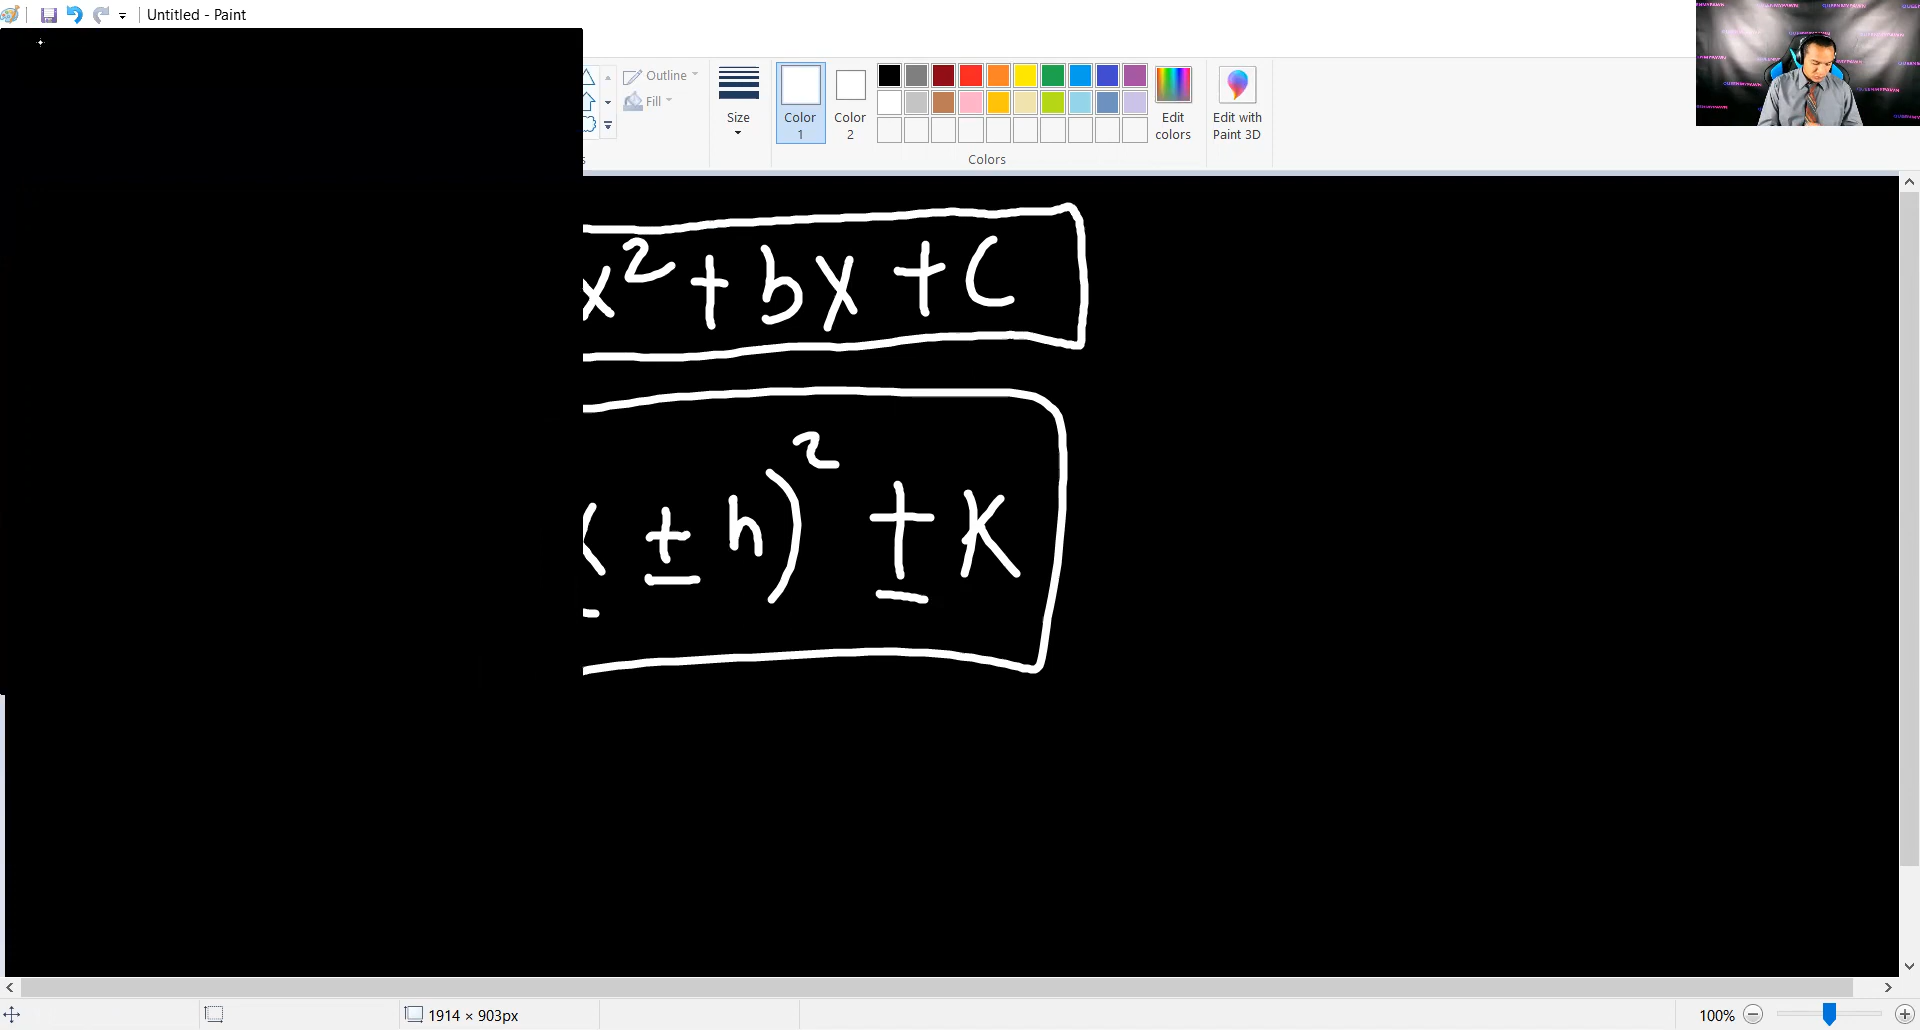 Untitled - Paint
Outline
Fill
Size
Color 1
Color 2
Edit colors
Edit with Paint 3D
s
Colors
x² + bx + C
x ± h)² ± K
1914 × 903px
100%